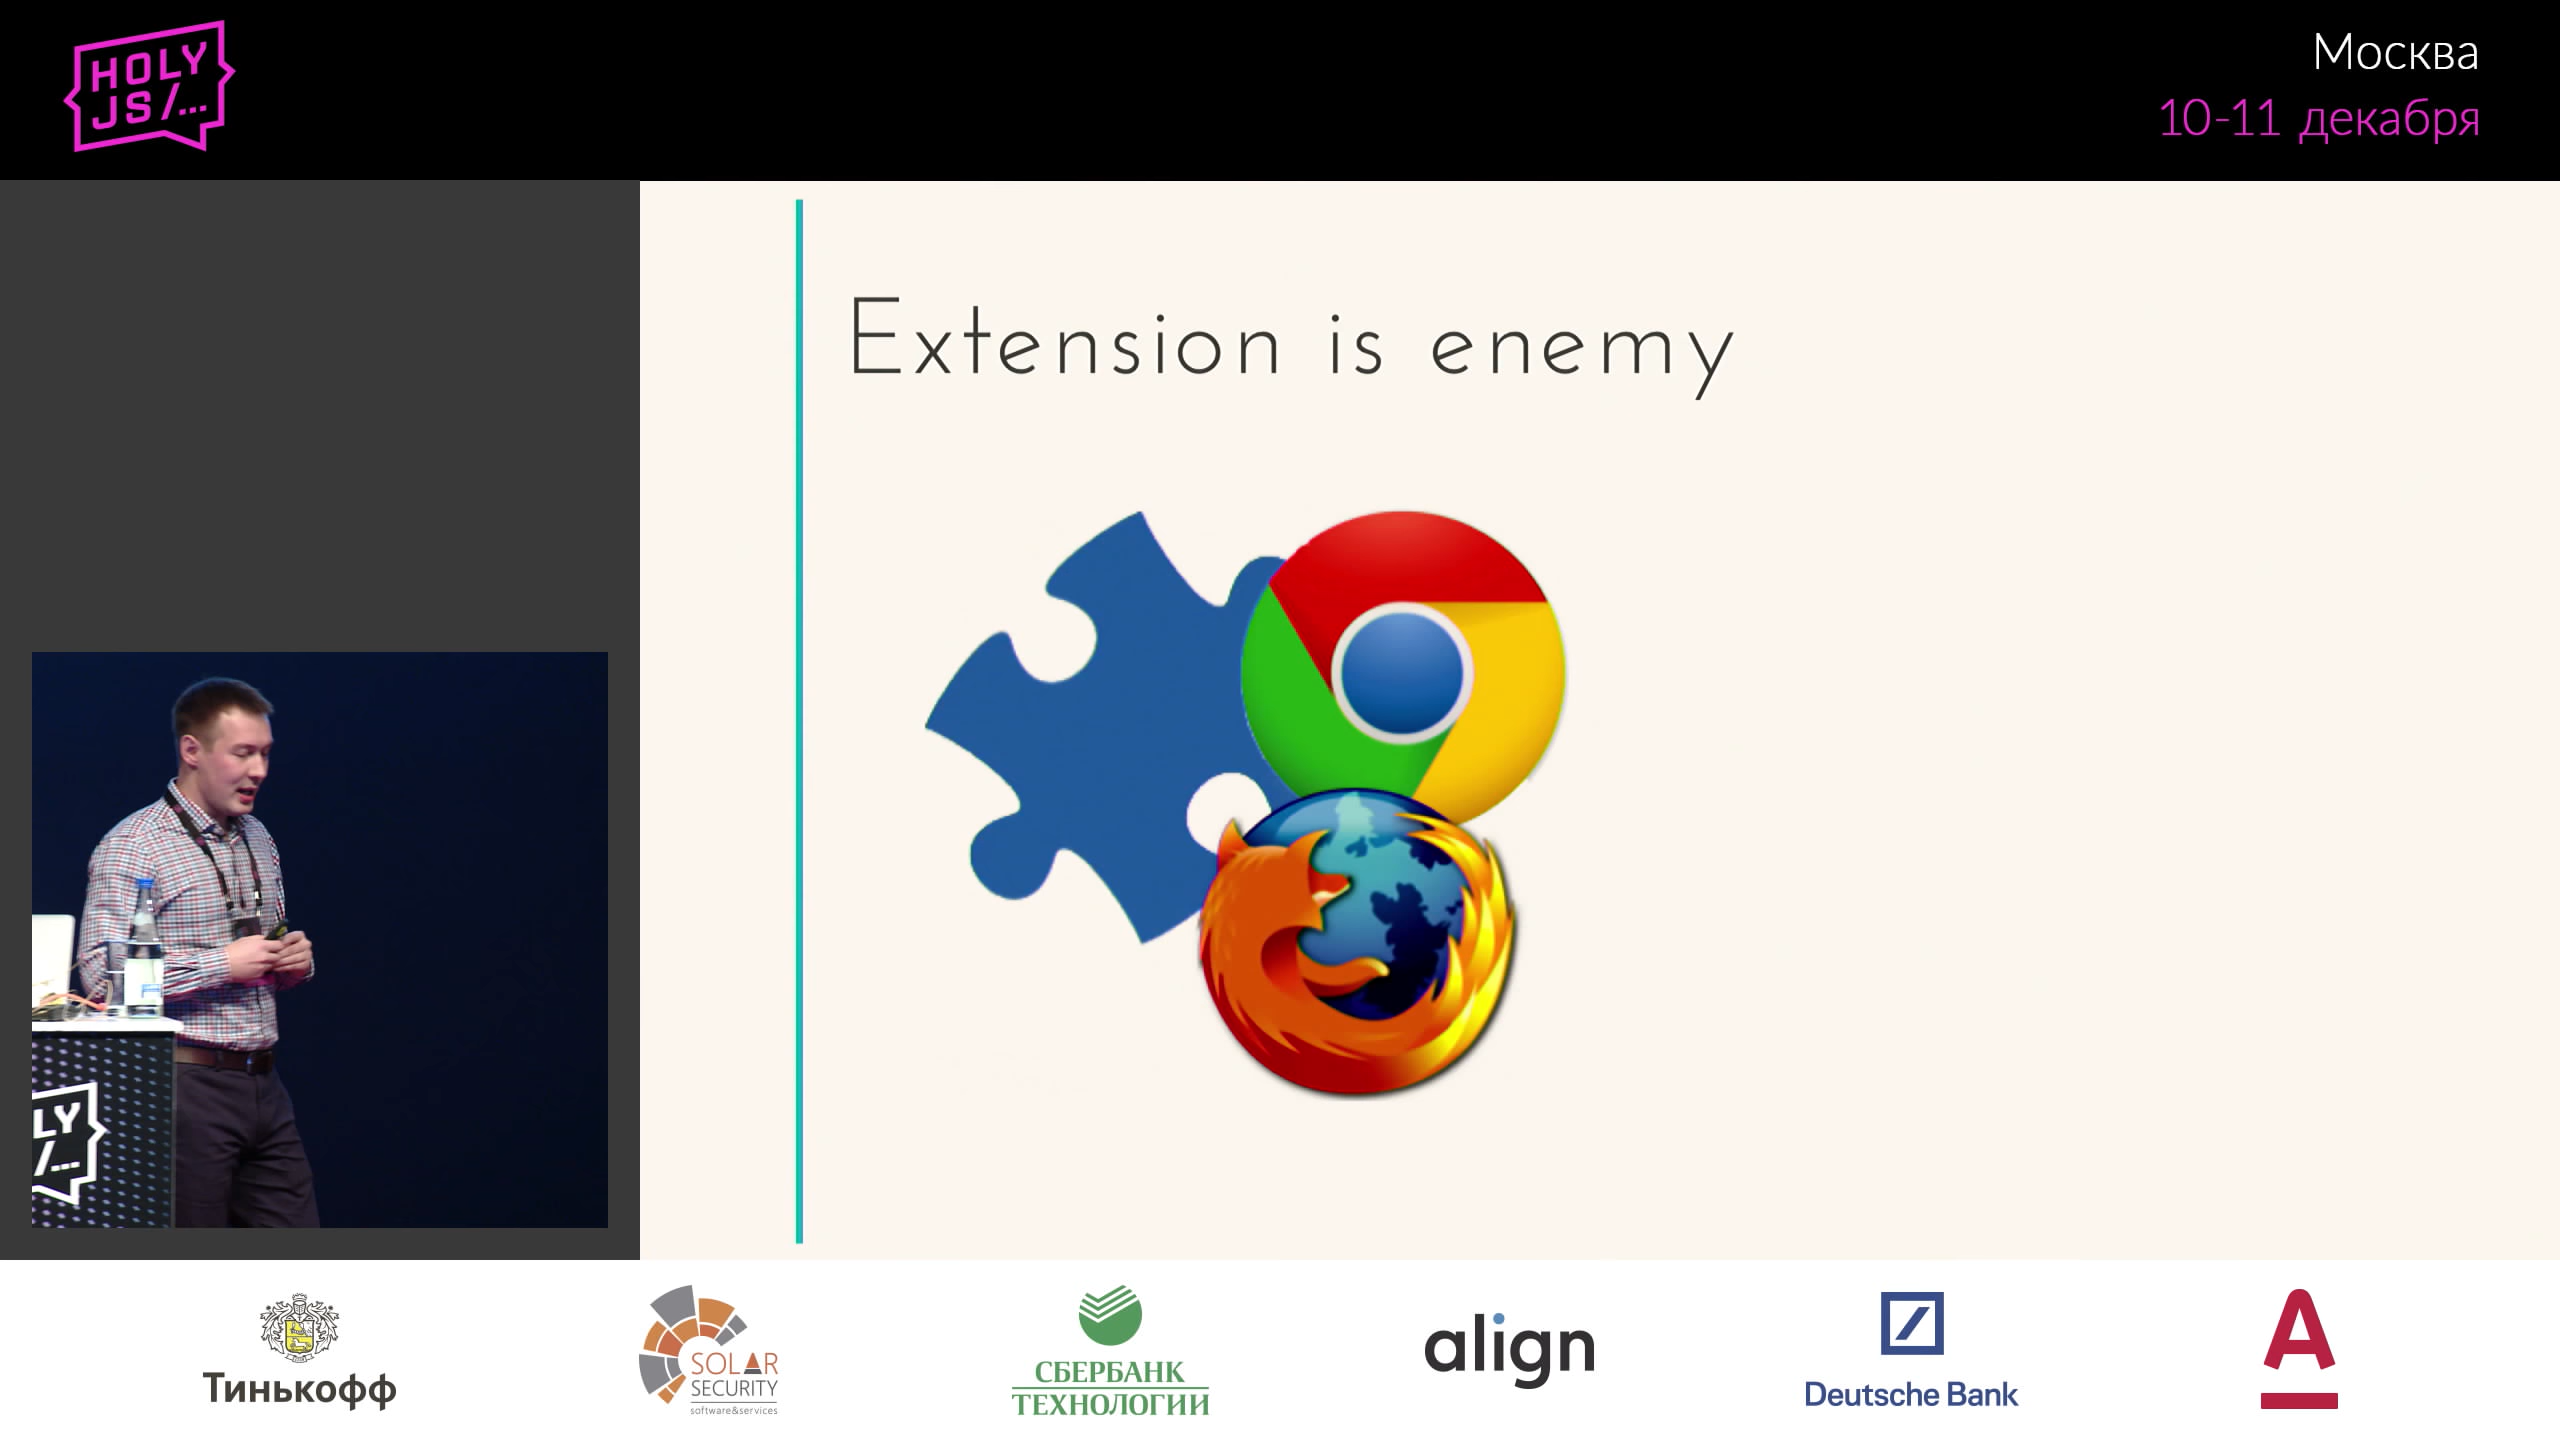 HOLY
JS/...
Москва
10-11 декабря
Extension is enemy
LY
/...
Тинькофф
SOLAR
SECURITY
software&services
СБЕРБАНК
ТЕХНОЛОГИИ
align
Deutsche Bank
А